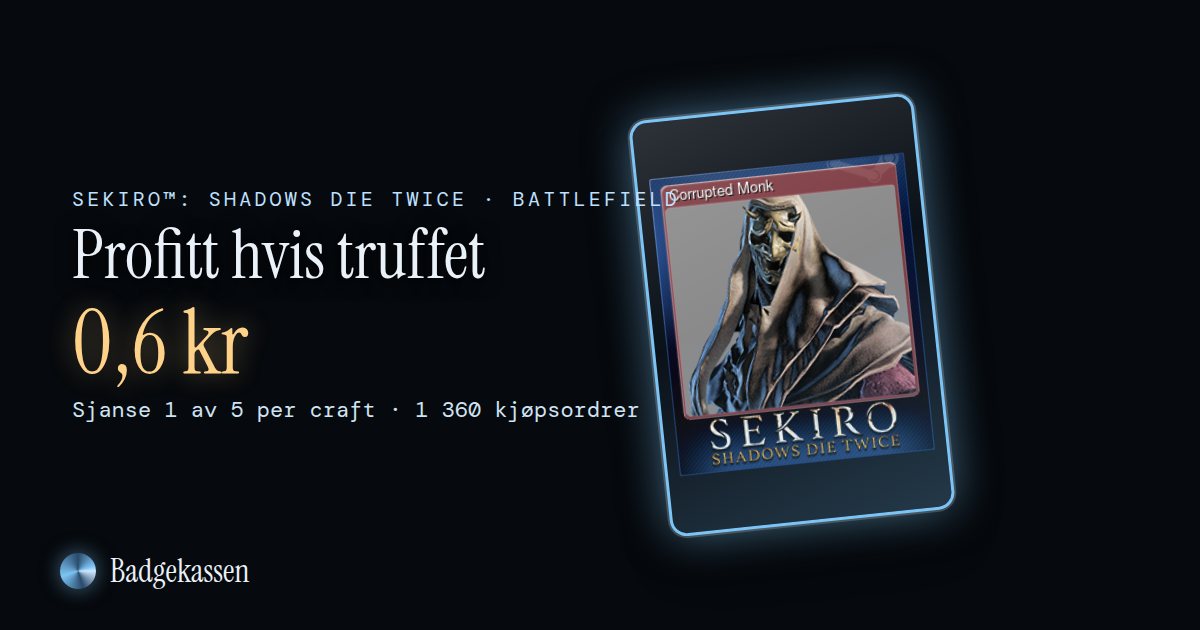 SEKIRO™: SHADOWS DIE TWICE · BATTLEFIELD
Profitt hvis truffet
0,6 kr
Sjanse 1 av 5 per craft · 1 360 kjøpsordrer
Corrupted Monk
SEKIRO
SHADOWS DIE TWICE
Badgekassen